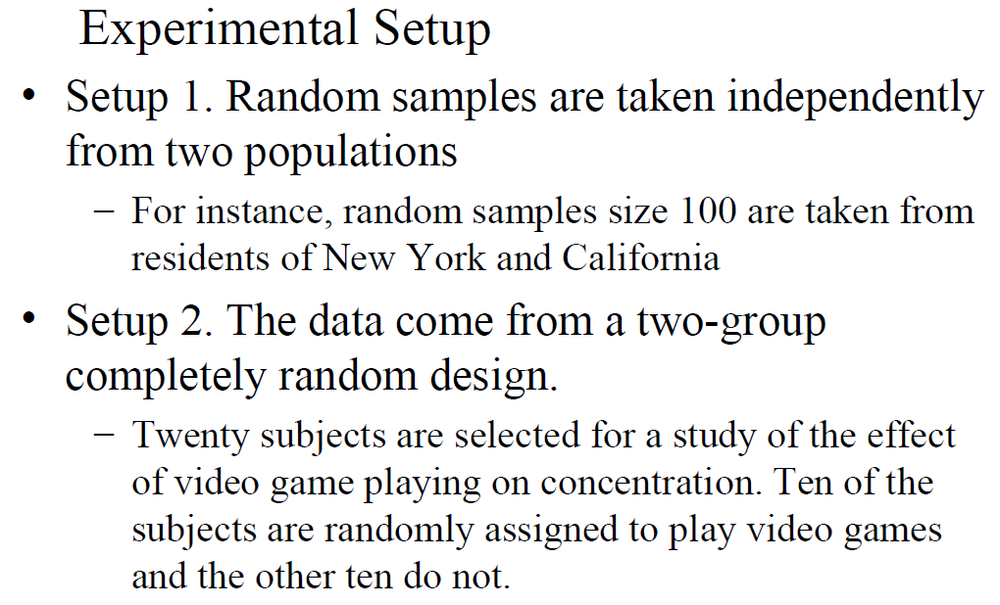 Experimental Setup
• Setup 1. Random samples are taken independently
from two populations
– For instance, random samples size 100 are taken from
residents of New York and California
• Setup 2. The data come from a two-group
completely random design.
– Twenty subjects are selected for a study of the effect
of video game playing on concentration. Ten of the
subjects are randomly assigned to play video games
and the other ten do not.